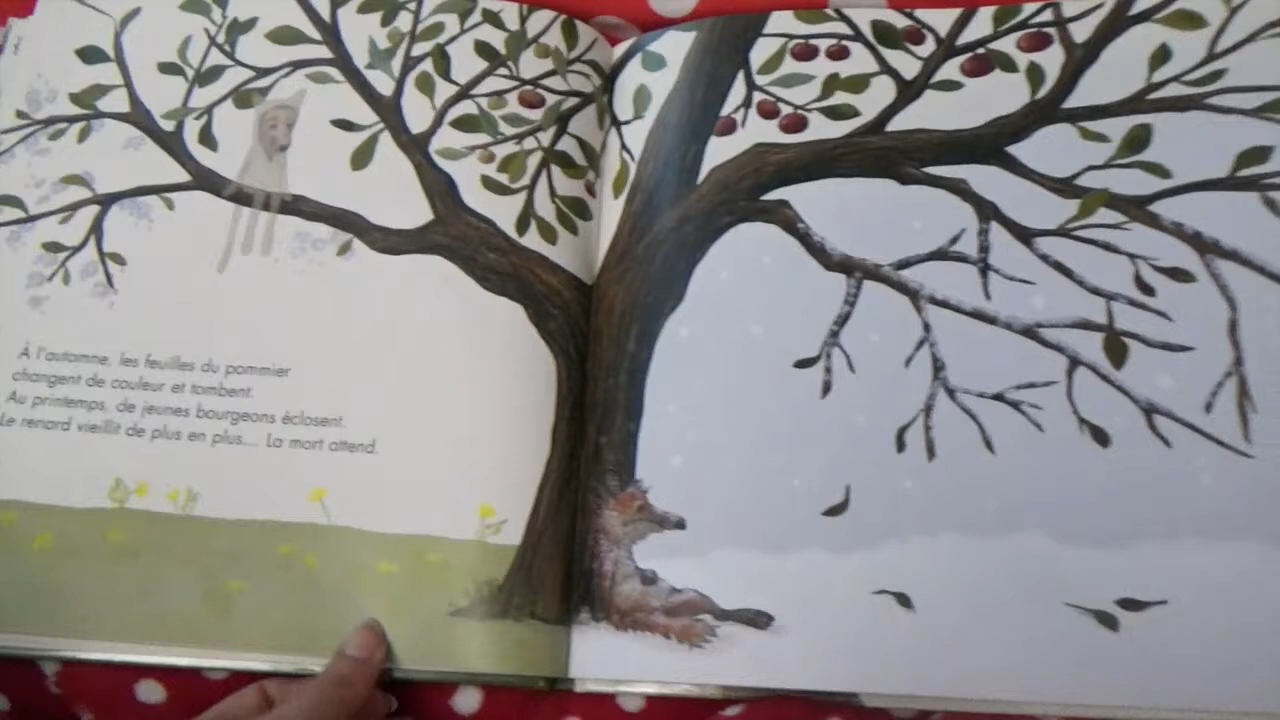 À l'automne, les feuilles du pommier
changent de couleur et tombent.
Au printemps, de jeunes bourgeons éclosent.
Le renard vieillit de plus en plus... La mort attend.